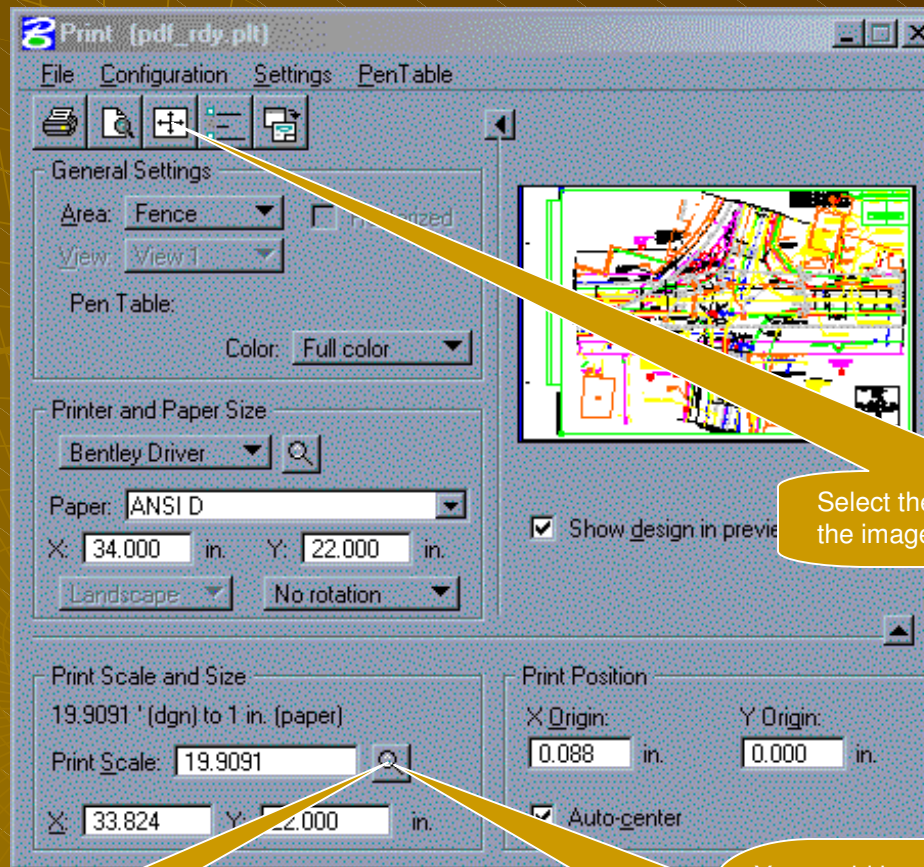 Print (pdf_rdy.plt)
File Configuration Settings PenTable
General Settings
Area: Fence
View: View 1
Pen Table:
Color: Full color
Printer and Paper Size
Bentley Driver
Paper: ANSI D
X: 34.000 in. Y: 22.000 in.
Landscape No rotation
Show design in previe
Select the
the image
Print Scale and Size
19.9091 ' (dgn) to 1 in. (paper)
Print Scale: 19.9091
X: 33.824 Y: 22.000 in.
Print Position
X Origin: Y Origin:
0.088 in. 0.000 in.
Auto-center